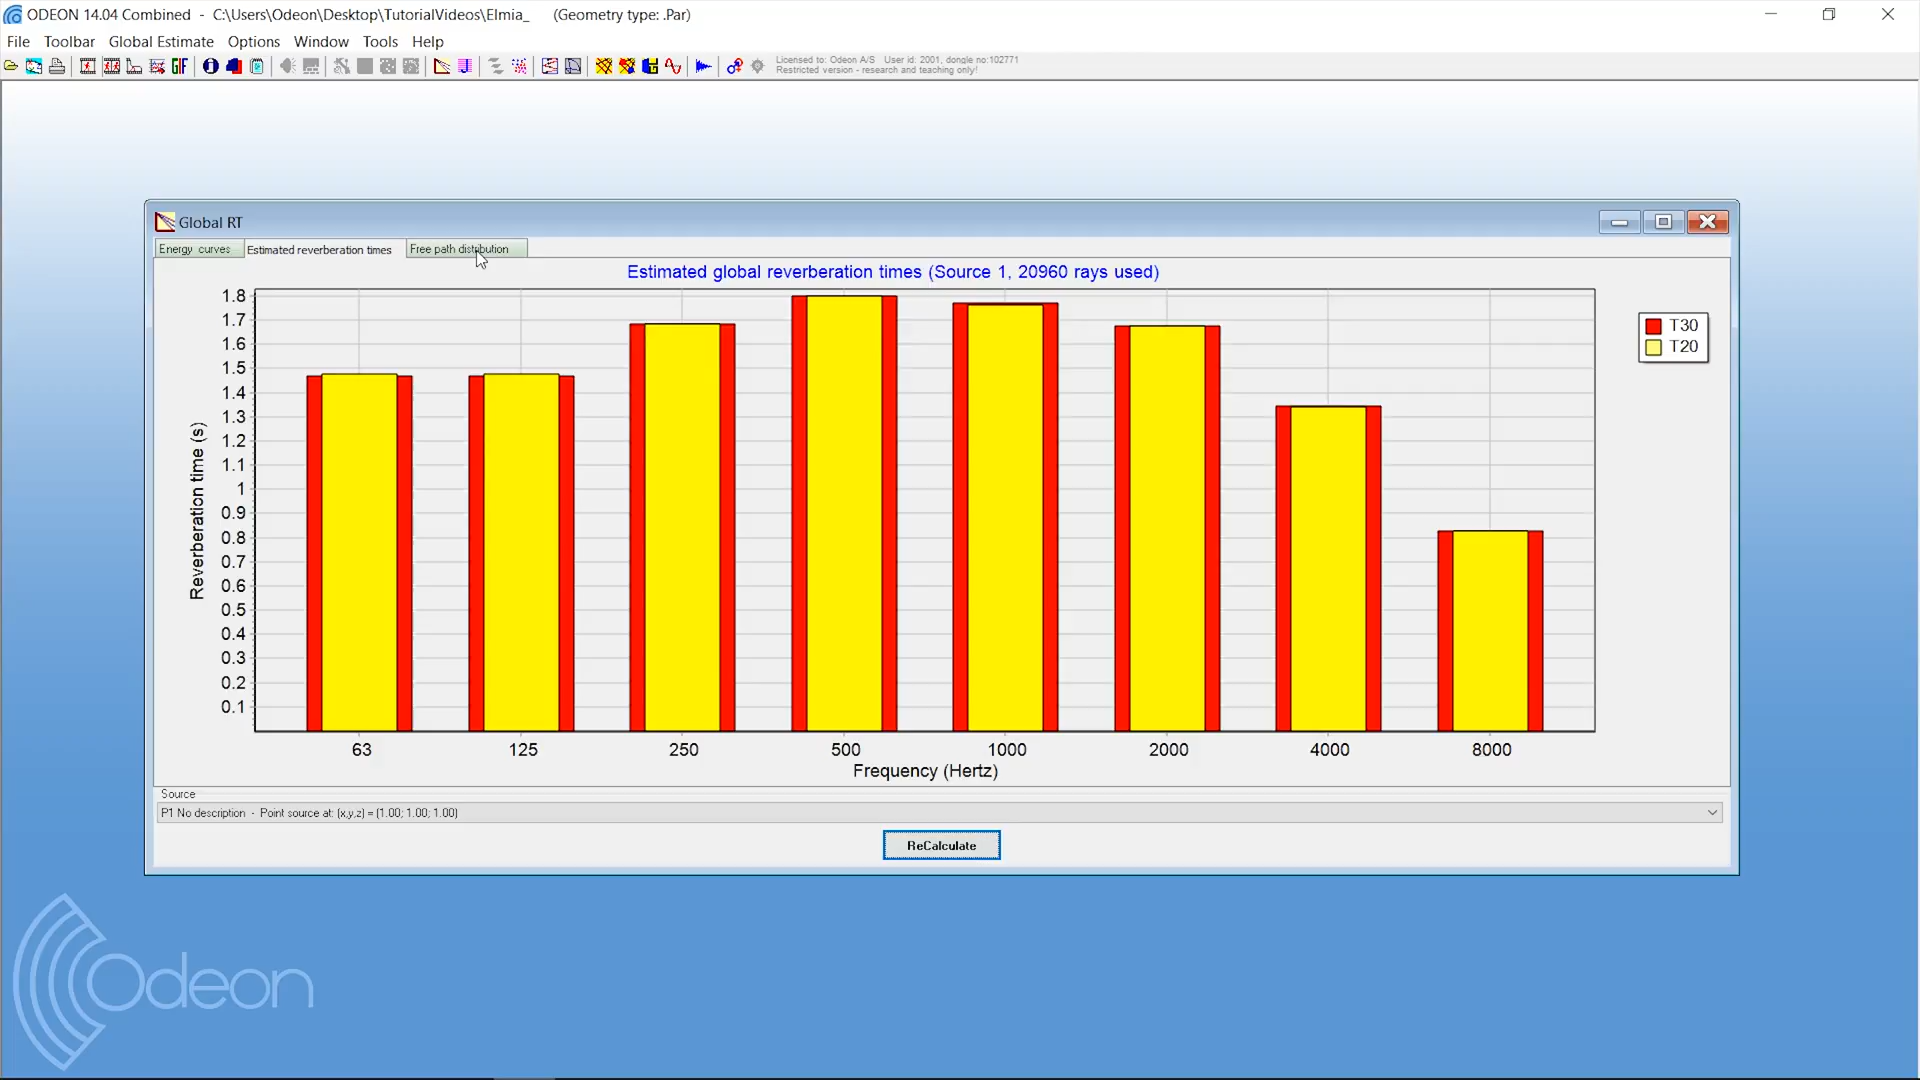 ODEON 14.04 Combined - C:\Users\Odeon\Desktop\TutorialVideos\Elmia_ (Geometry type: .Par)
File Toolbar Global Estimate Options Window Tools Help
GIF
Licensed to: Odeon A/S User id: 2001, dongle no:102771
Restricted version - research and teaching only!
Global RT
Energy curves Estimated reverberation times Free path distribution
Estimated global reverberation times (Source 1, 20960 rays used)
1.8
1.7
1.6
1.5
1.4
1.3
1.2
1.1
1
0.9
0.8
0.7
0.6
0.5
0.4
0.3
0.2
0.1
Reverberation time (s)
T30
T20
63 125 250 500 1000 2000 4000 8000
Frequency (Hertz)
Source
P1 No description - Point source at: (x,y,z) = (1.00; 1.00; 1.00)
ReCalculate
Odeon